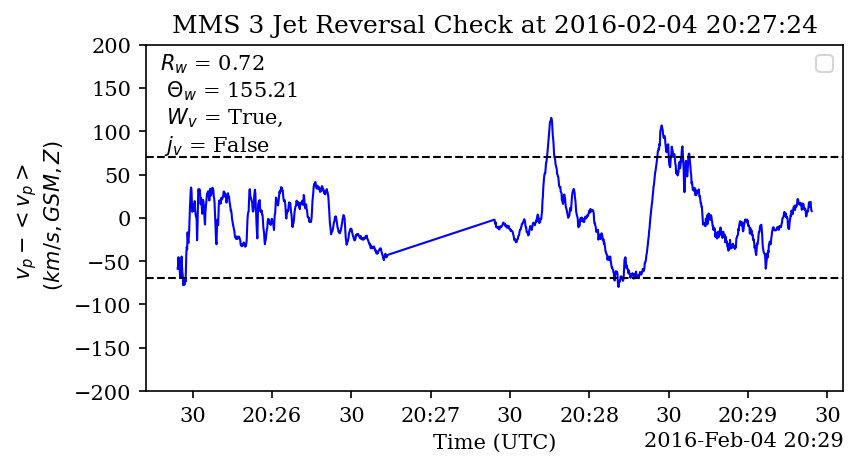 MMS 3 Jet Reversal Check at 2016-02-04 20:27:24
R_w = 0.72
Θ_w = 155.21
W_v = True,
j_v = False
v_p − < v_p >
(km/s, GSM, Z)
200
150
100
50
0
−50
−100
−150
−200
30 20:26 30 20:27 30 20:28 30 20:29 30
Time (UTC)
2016-Feb-04 20:29